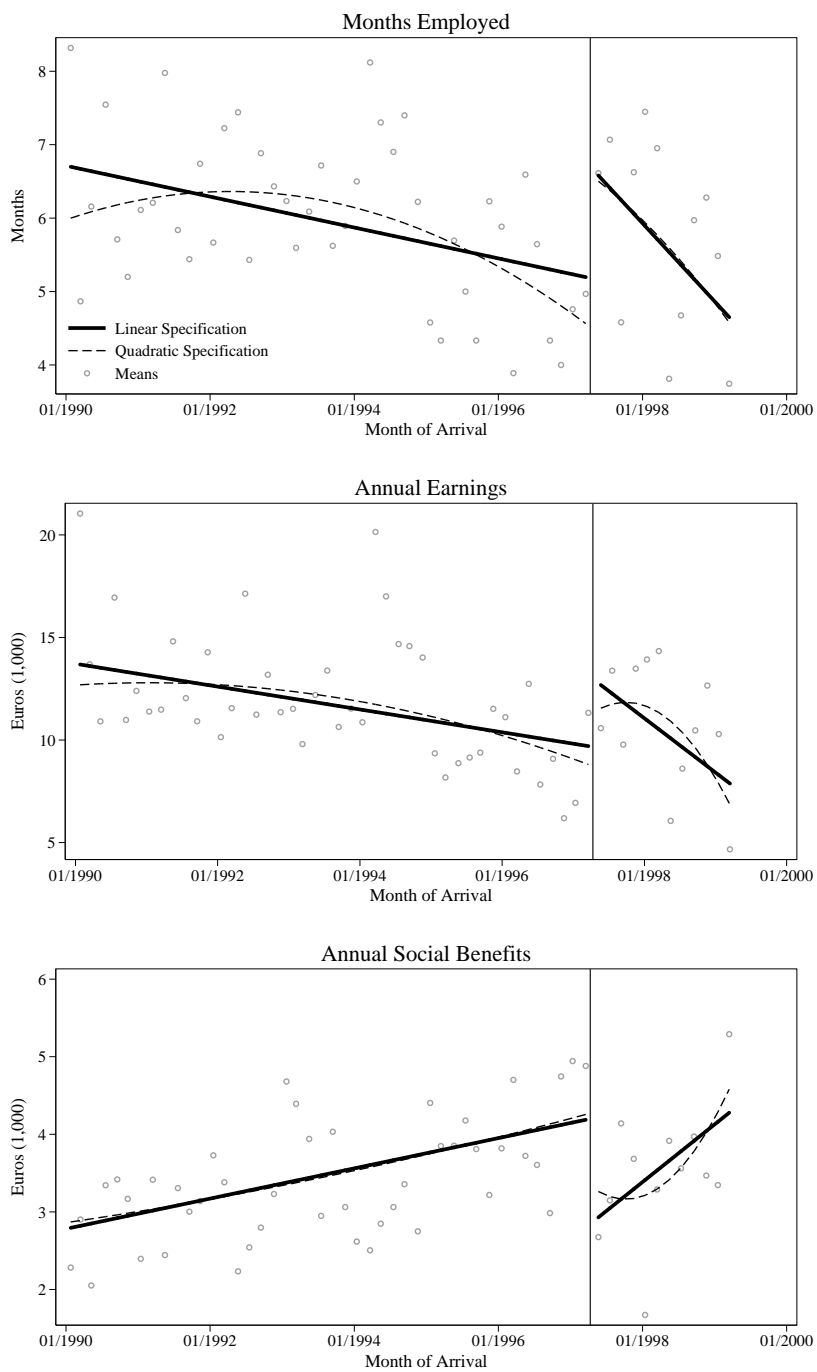 Months Employed
8
7
6
5
4
Months
Linear Specification
Quadratic Specification
Means
01/1990 01/1992 01/1994 01/1996 01/1998 01/2000
Month of Arrival
Annual Earnings
20
15
10
5
Euros (1,000)
01/1990 01/1992 01/1994 01/1996 01/1998 01/2000
Month of Arrival
Annual Social Benefits
6
5
4
3
2
Euros (1,000)
01/1990 01/1992 01/1994 01/1996 01/1998 01/2000
Month of Arrival